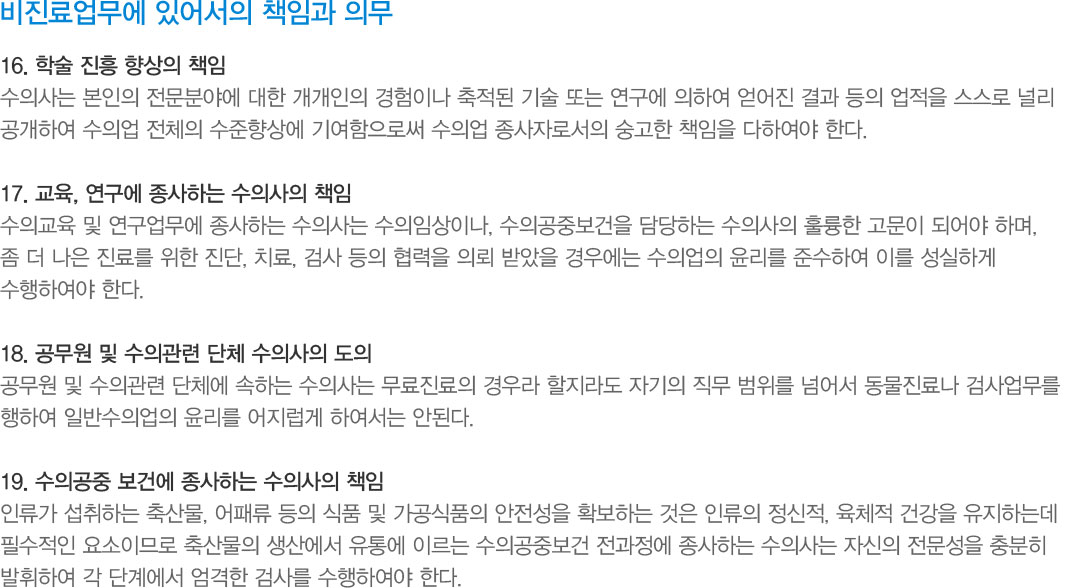 비진료업무에 있어서의 책임과 의무
16. 학술 진흥 향상의 책임
수의사는 본인의 전문분야에 대한 개개인의 경험이나 축적된 기술 또는 연구에 의하여 얻어진 결과 등의 업적을 스스로 널리
공개하여 수의업 전체의 수준향상에 기여함으로써 수의업 종사자로서의 숭고한 책임을 다하여야 한다.
17. 교육, 연구에 종사하는 수의사의 책임
수의교육 및 연구업무에 종사하는 수의사는 수의임상이나, 수의공중보건을 담당하는 수의사의 훌륭한 고문이 되어야 하며,
좀 더 나은 진료를 위한 진단, 치료, 검사 등의 협력을 의뢰 받았을 경우에는 수의업의 윤리를 준수하여 이를 성실하게
수행하여야 한다.
18. 공무원 및 수의관련 단체 수의사의 도의
공무원 및 수의관련 단체에 속하는 수의사는 무료진료의 경우라 할지라도 자기의 직무 범위를 넘어서 동물진료나 검사업무를
행하여 일반수의업의 윤리를 어지럽게 하여서는 안된다.
19. 수의공중 보건에 종사하는 수의사의 책임
인류가 섭취하는 축산물, 어패류 등의 식품 및 가공식품의 안전성을 확보하는 것은 인류의 정신적, 육체적 건강을 유지하는데
필수적인 요소이므로 축산물의 생산에서 유통에 이르는 수의공중보건 전과정에 종사하는 수의사는 자신의 전문성을 충분히
발휘하여 각 단계에서 엄격한 검사를 수행하여야 한다.